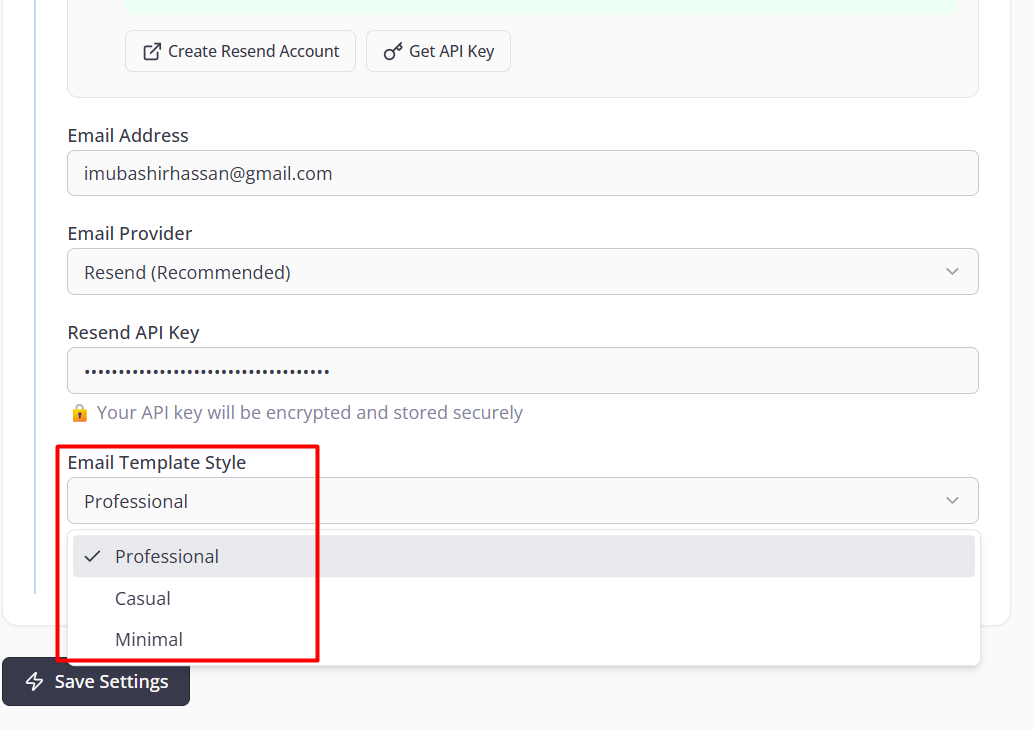 Create Resend Account
Get API Key
Email Address
imubashirhassan@gmail.com
Email Provider
Resend (Recommended)
Resend API Key
••••••••••••••••••••••••••••••••••••
🔒 Your API key will be encrypted and stored securely
Email Template Style
Professional
Professional
Casual
Minimal
Save Settings